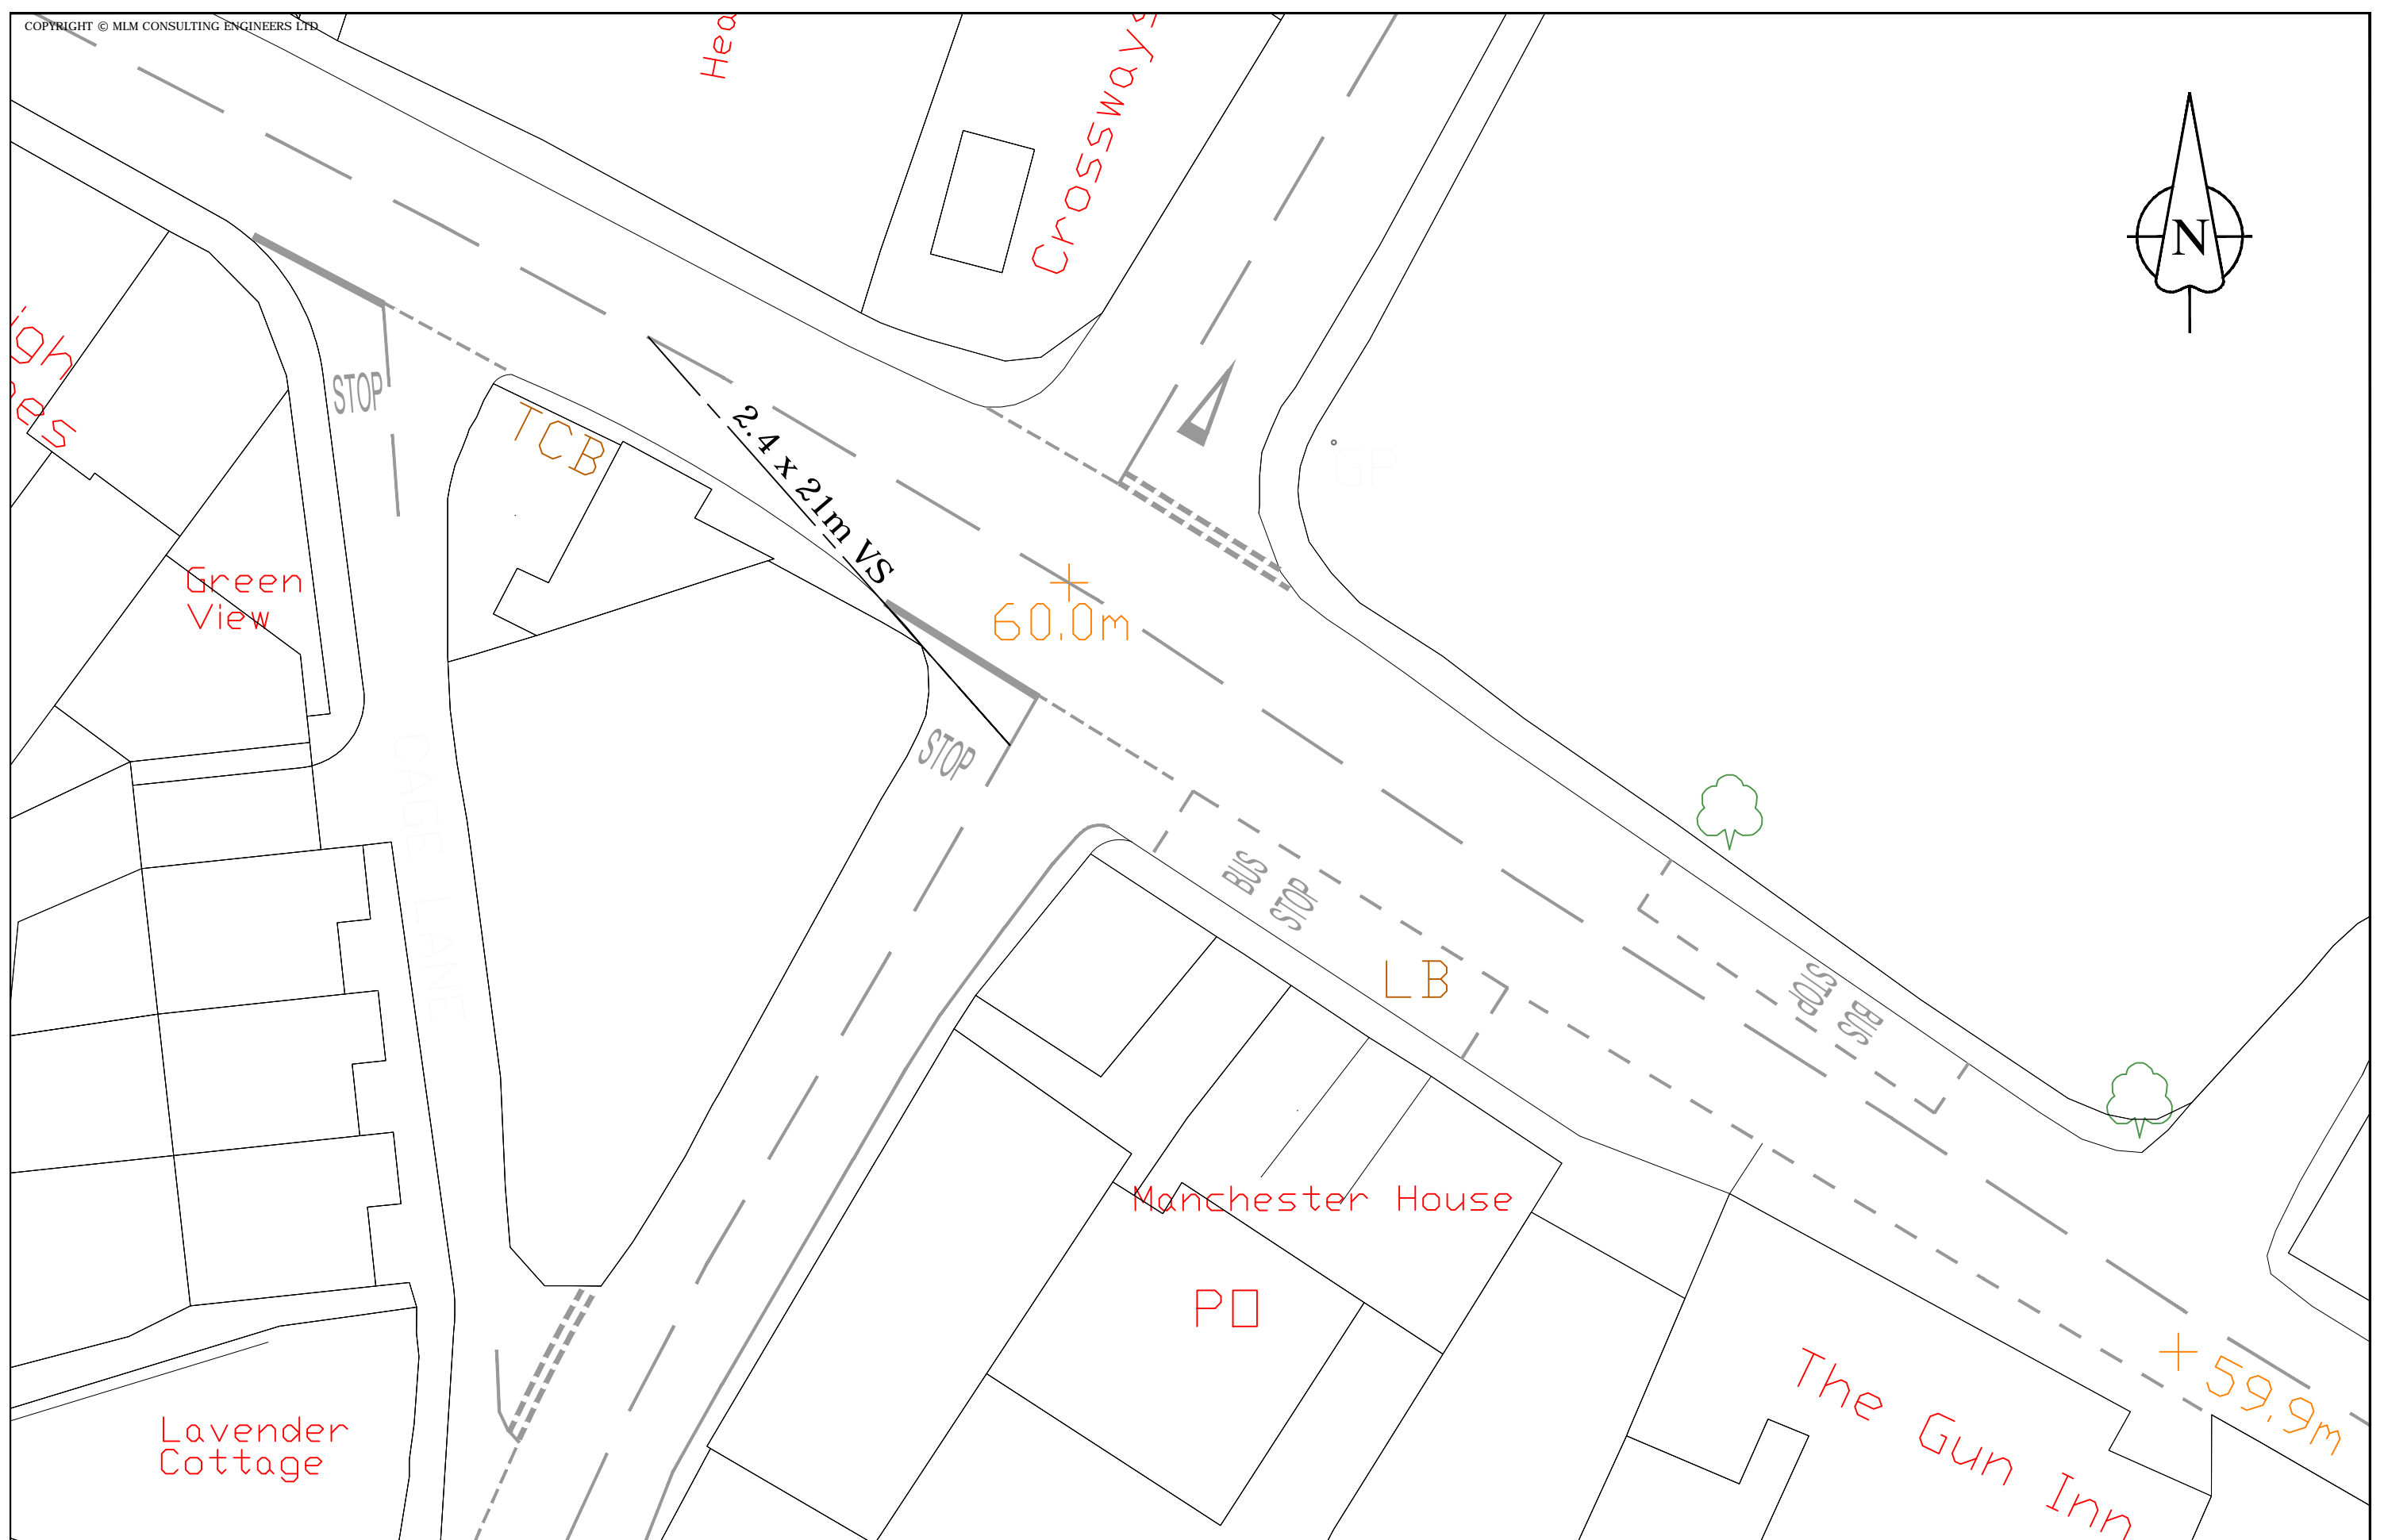 COPYRIGHT © MLM CONSULTING ENGINEERS LTD
Crossways
N
STOP
TCB
2.4 x 21m VS
GP
Green
View
60.0m
STOP
CAGE LANE
BUS
STOP
LB
BUS
STOP
Manchester House
PO
The Gun Inn
59.9m
Lavender
Cottage